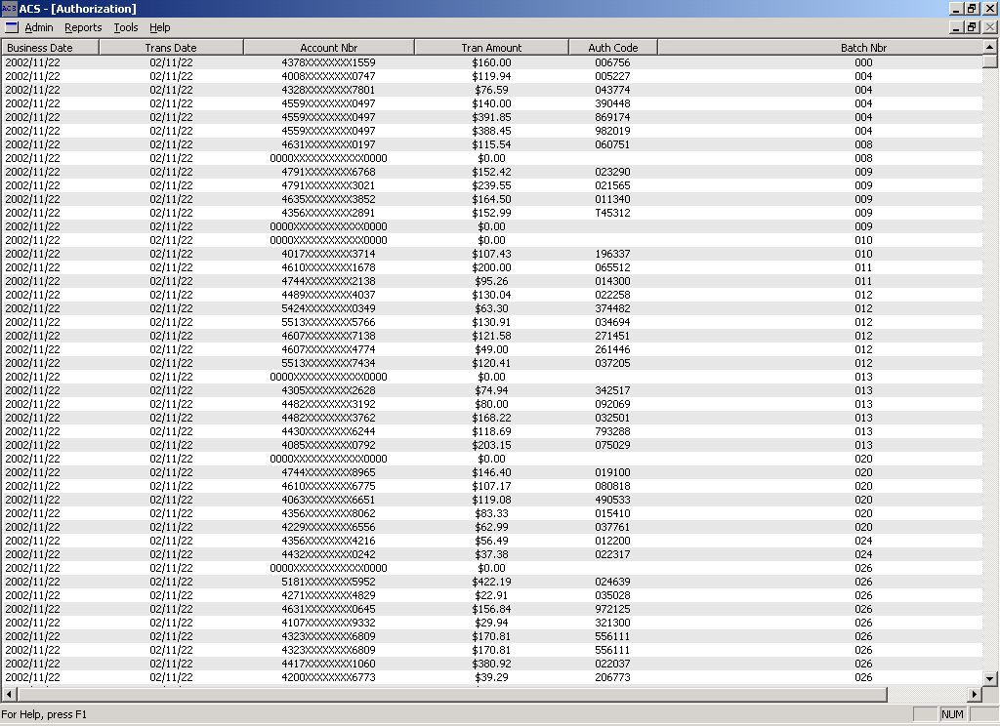 ACS ACS - [Authorization]
Admin Reports Tools Help
Business Date Trans Date Account Nbr Tran Amount Auth Code Batch Nbr
2002/11/22 02/11/22 4378XXXXXXXX1559 $160.00 006756 000
2002/11/22 02/11/22 4008XXXXXXXX0747 $119.94 005227 004
2002/11/22 02/11/22 4328XXXXXXXX7801 $76.59 043774 004
2002/11/22 02/11/22 4559XXXXXXXX0497 $140.00 390448 004
2002/11/22 02/11/22 4559XXXXXXXX0497 $391.85 869174 004
2002/11/22 02/11/22 4559XXXXXXXX0497 $388.45 982019 004
2002/11/22 02/11/22 4631XXXXXXXX0197 $115.54 060751 008
2002/11/22 02/11/22 0000XXXXXXXXXXXX0000 $0.00 008
2002/11/22 02/11/22 4791XXXXXXXX6768 $152.42 023290 009
2002/11/22 02/11/22 4791XXXXXXXX3021 $239.55 021565 009
2002/11/22 02/11/22 4635XXXXXXXX3852 $164.50 011340 009
2002/11/22 02/11/22 4356XXXXXXXX2891 $152.99 T45312 009
2002/11/22 02/11/22 0000XXXXXXXXXXXX0000 $0.00 009
2002/11/22 02/11/22 0000XXXXXXXXXXXX0000 $0.00 010
2002/11/22 02/11/22 4017XXXXXXXX3714 $107.43 196337 010
2002/11/22 02/11/22 4610XXXXXXXX1678 $200.00 065512 011
2002/11/22 02/11/22 4744XXXXXXXX2138 $95.26 014300 011
2002/11/22 02/11/22 4489XXXXXXXX4037 $130.04 022258 012
2002/11/22 02/11/22 5424XXXXXXXX0349 $63.30 374482 012
2002/11/22 02/11/22 5513XXXXXXXX5766 $130.91 034694 012
2002/11/22 02/11/22 4607XXXXXXXX7138 $121.58 271451 012
2002/11/22 02/11/22 4607XXXXXXXX4774 $49.00 261446 012
2002/11/22 02/11/22 5513XXXXXXXX7434 $120.41 037205 012
2002/11/22 02/11/22 0000XXXXXXXXXXXX0000 $0.00 013
2002/11/22 02/11/22 4305XXXXXXXX2628 $74.94 342517 013
2002/11/22 02/11/22 4482XXXXXXXX3192 $80.00 092069 013
2002/11/22 02/11/22 4482XXXXXXXX3762 $168.22 032501 013
2002/11/22 02/11/22 4430XXXXXXXX6244 $118.69 793288 013
2002/11/22 02/11/22 4085XXXXXXXX0792 $203.15 075029 013
2002/11/22 02/11/22 0000XXXXXXXXXXXX0000 $0.00 020
2002/11/22 02/11/22 4744XXXXXXXX8965 $146.40 019100 020
2002/11/22 02/11/22 4610XXXXXXXX6775 $107.17 080818 020
2002/11/22 02/11/22 4063XXXXXXXX6651 $119.08 490533 020
2002/11/22 02/11/22 4356XXXXXXXX8062 $83.33 015410 020
2002/11/22 02/11/22 4229XXXXXXXX6556 $62.99 037761 020
2002/11/22 02/11/22 4356XXXXXXXX4216 $56.49 012200 024
2002/11/22 02/11/22 4432XXXXXXXX0242 $37.38 022317 024
2002/11/22 02/11/22 0000XXXXXXXXXXXX0000 $0.00 026
2002/11/22 02/11/22 5181XXXXXXXX5952 $422.19 024639 026
2002/11/22 02/11/22 4271XXXXXXXX4829 $22.91 035028 026
2002/11/22 02/11/22 4631XXXXXXXX0645 $156.84 972125 026
2002/11/22 02/11/22 4107XXXXXXXX9332 $29.94 321300 026
2002/11/22 02/11/22 4323XXXXXXXX6809 $170.81 556111 026
2002/11/22 02/11/22 4323XXXXXXXX6809 $170.81 556111 026
2002/11/22 02/11/22 4417XXXXXXXX1060 $380.92 022037 026
2002/11/22 02/11/22 4200XXXXXXXX6773 $39.29 206773 026
For Help, press F1 NUM